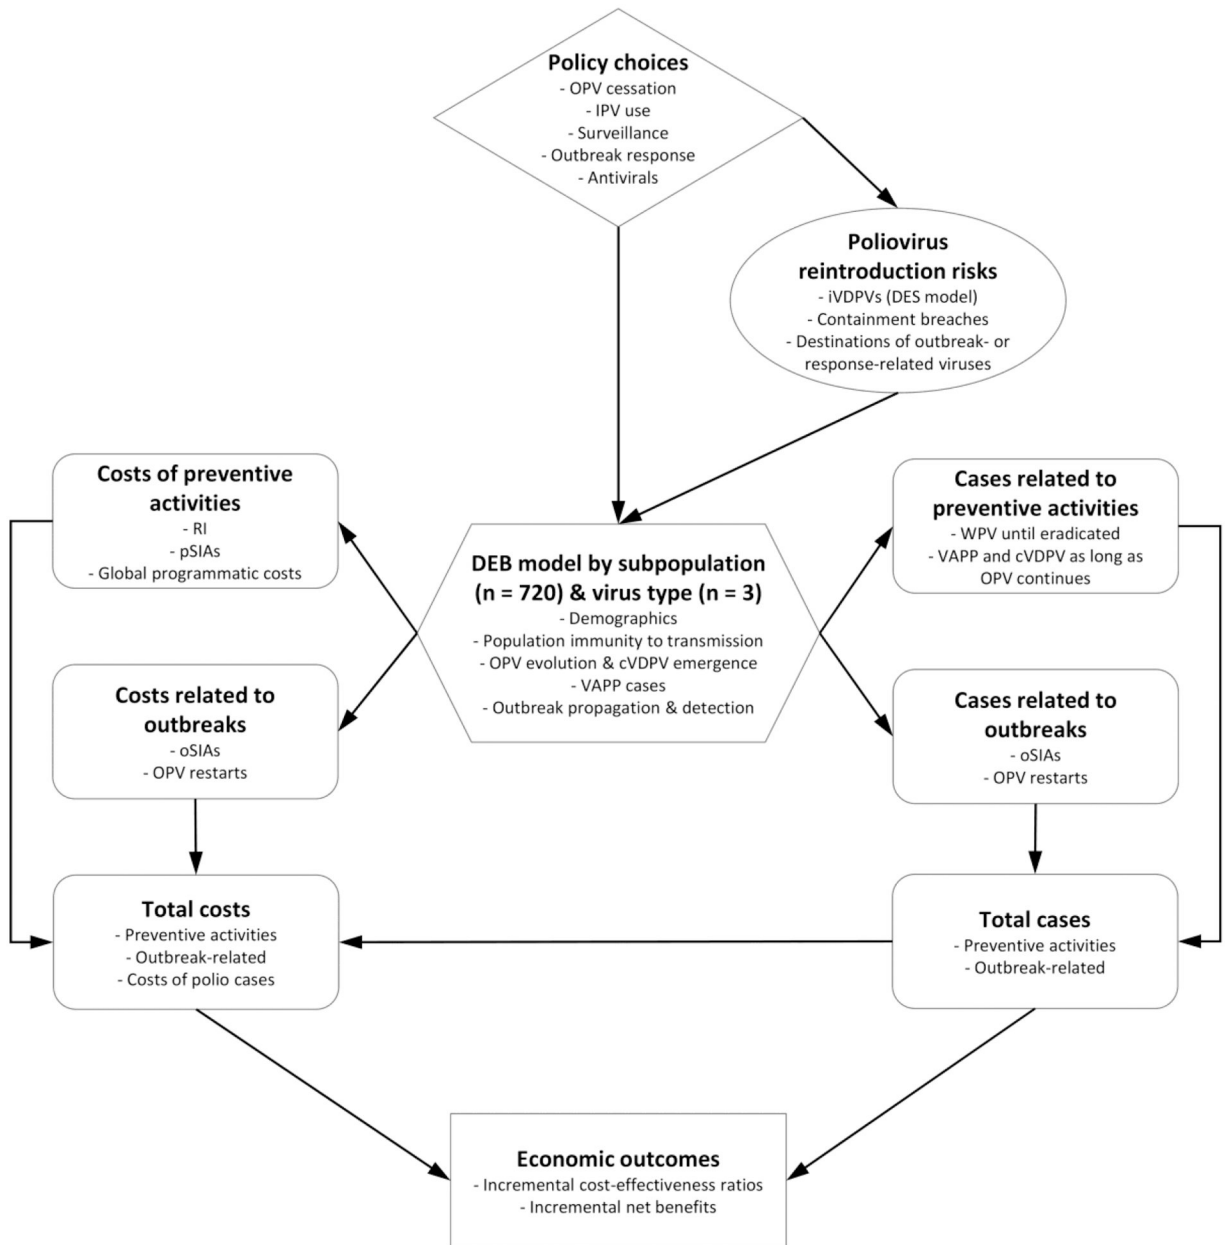 Policy choices
- OPV cessation
- IPV use
- Surveillance
- Outbreak response
- Antivirals
Poliovirus
reintroduction risks
- iVDPVs (DES model)
- Containment breaches
- Destinations of outbreak- or
response-related viruses
Costs of preventive
activities
- RI
- pSIAs
- Global programmatic costs
DEB model by subpopulation
(n = 720) & virus type (n = 3)
- Demographics
- Population immunity to transmission
- OPV evolution & cVDPV emergence
- VAPP cases
- Outbreak propagation & detection
Cases related to
preventive activities
- WPV until eradicated
- VAPP and cVDPV as long as
OPV continues
Costs related to
outbreaks
- oSIAs
- OPV restarts
Cases related to
outbreaks
- oSIAs
- OPV restarts
Total costs
- Preventive activities
- Outbreak-related
- Costs of polio cases
Total cases
- Preventive activities
- Outbreak-related
Economic outcomes
- Incremental cost-effectiveness ratios
- Incremental net benefits